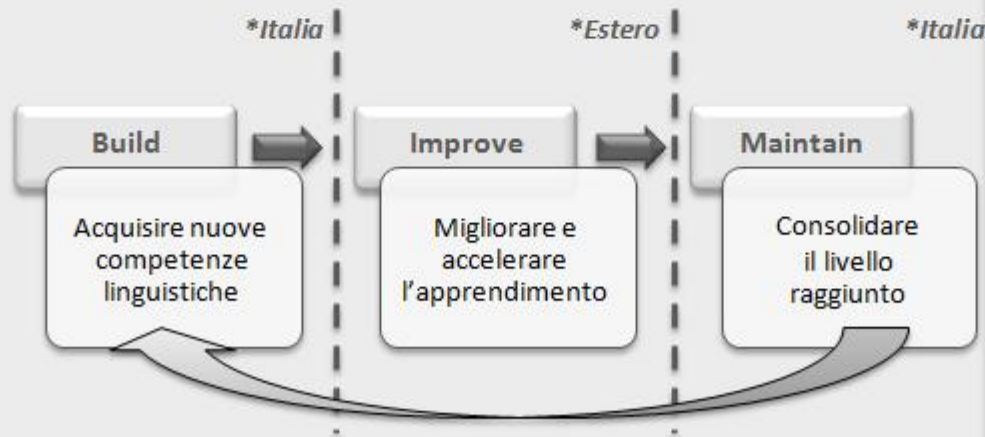 *Italia
*Estero
*Italia
Build
Improve
Maintain
Acquisire nuove
competenze
linguistiche
Migliorare e
accelerare
l’apprendimento
Consolidare
il livello
raggiunto